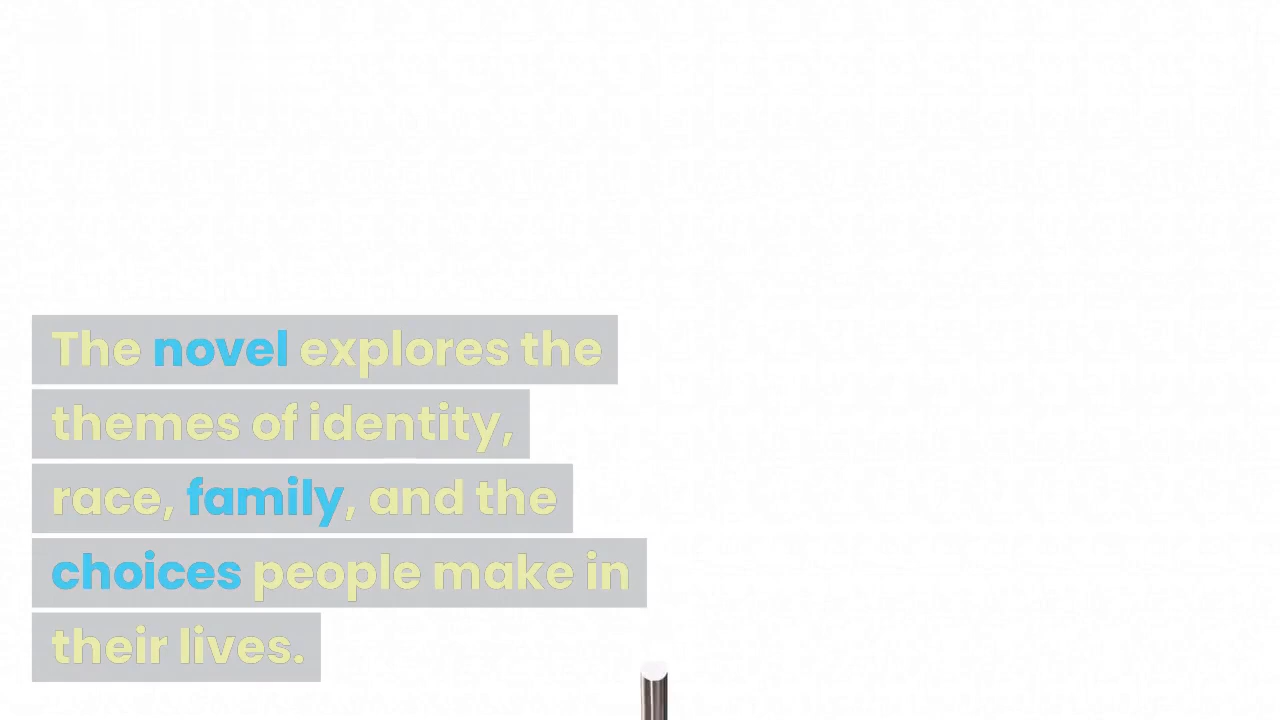 The novel explores the
themes of identity,
race, family, and the
choices people make in
their lives.